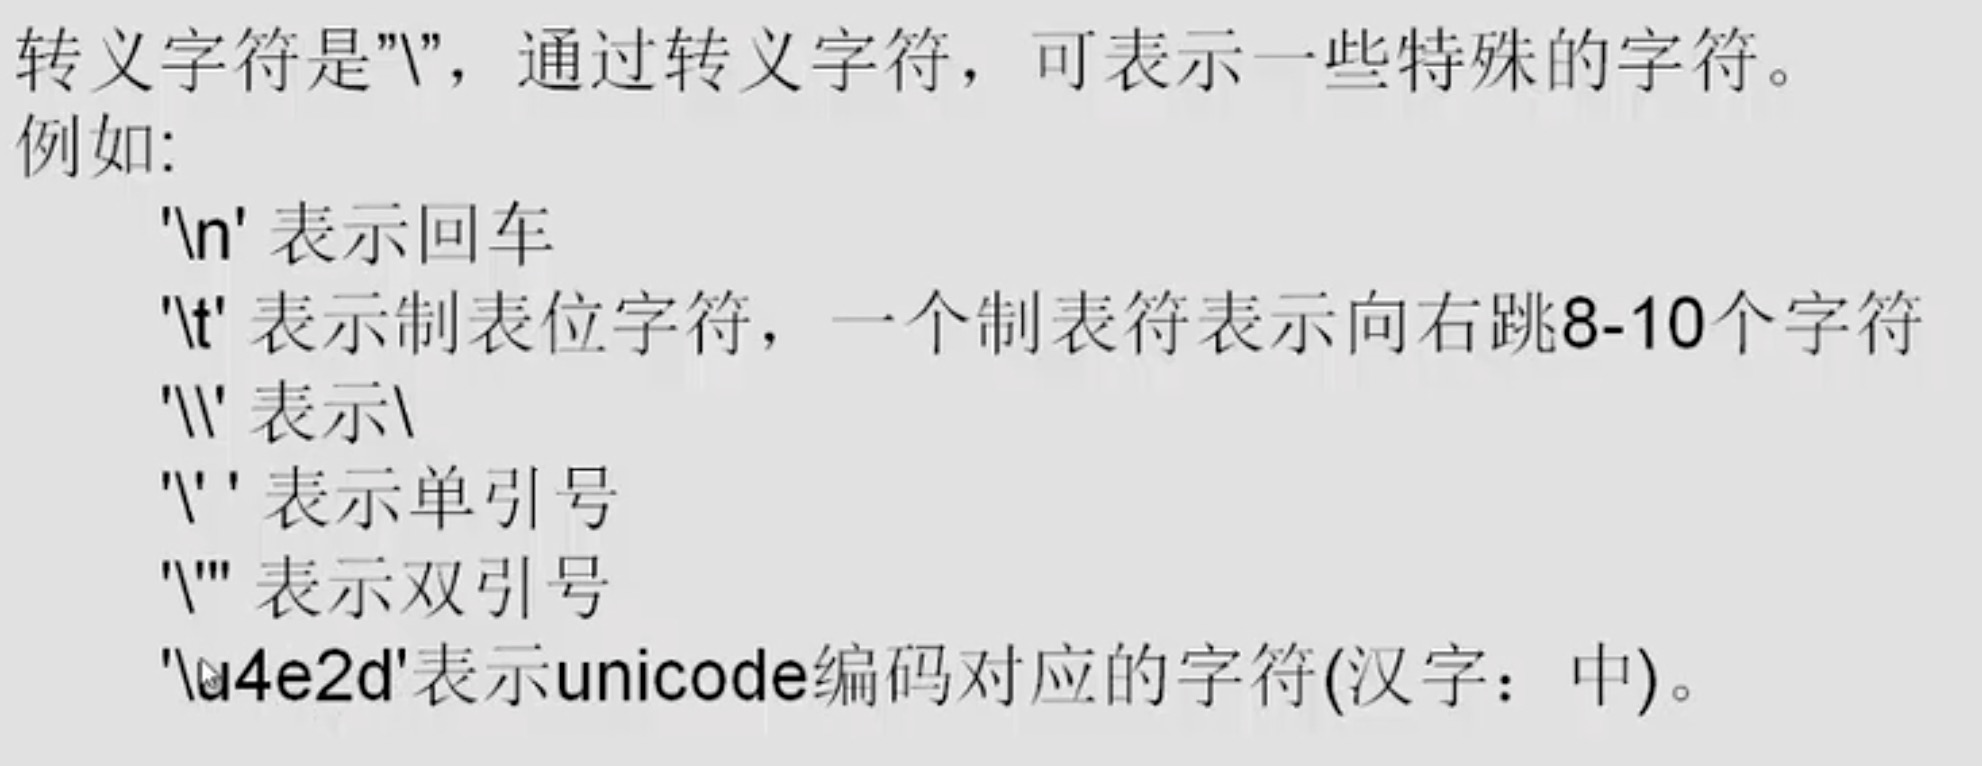 转义字符是”\”，通过转义字符，可表示一些特殊的字符。
例如:
'\n' 表示回车
'\t' 表示制表位字符，一个制表符表示向右跳8-10个字符
'\\' 表示\
'\' ' 表示单引号
'\"' 表示双引号
'\u4e2d'表示unicode编码对应的字符(汉字：中)。